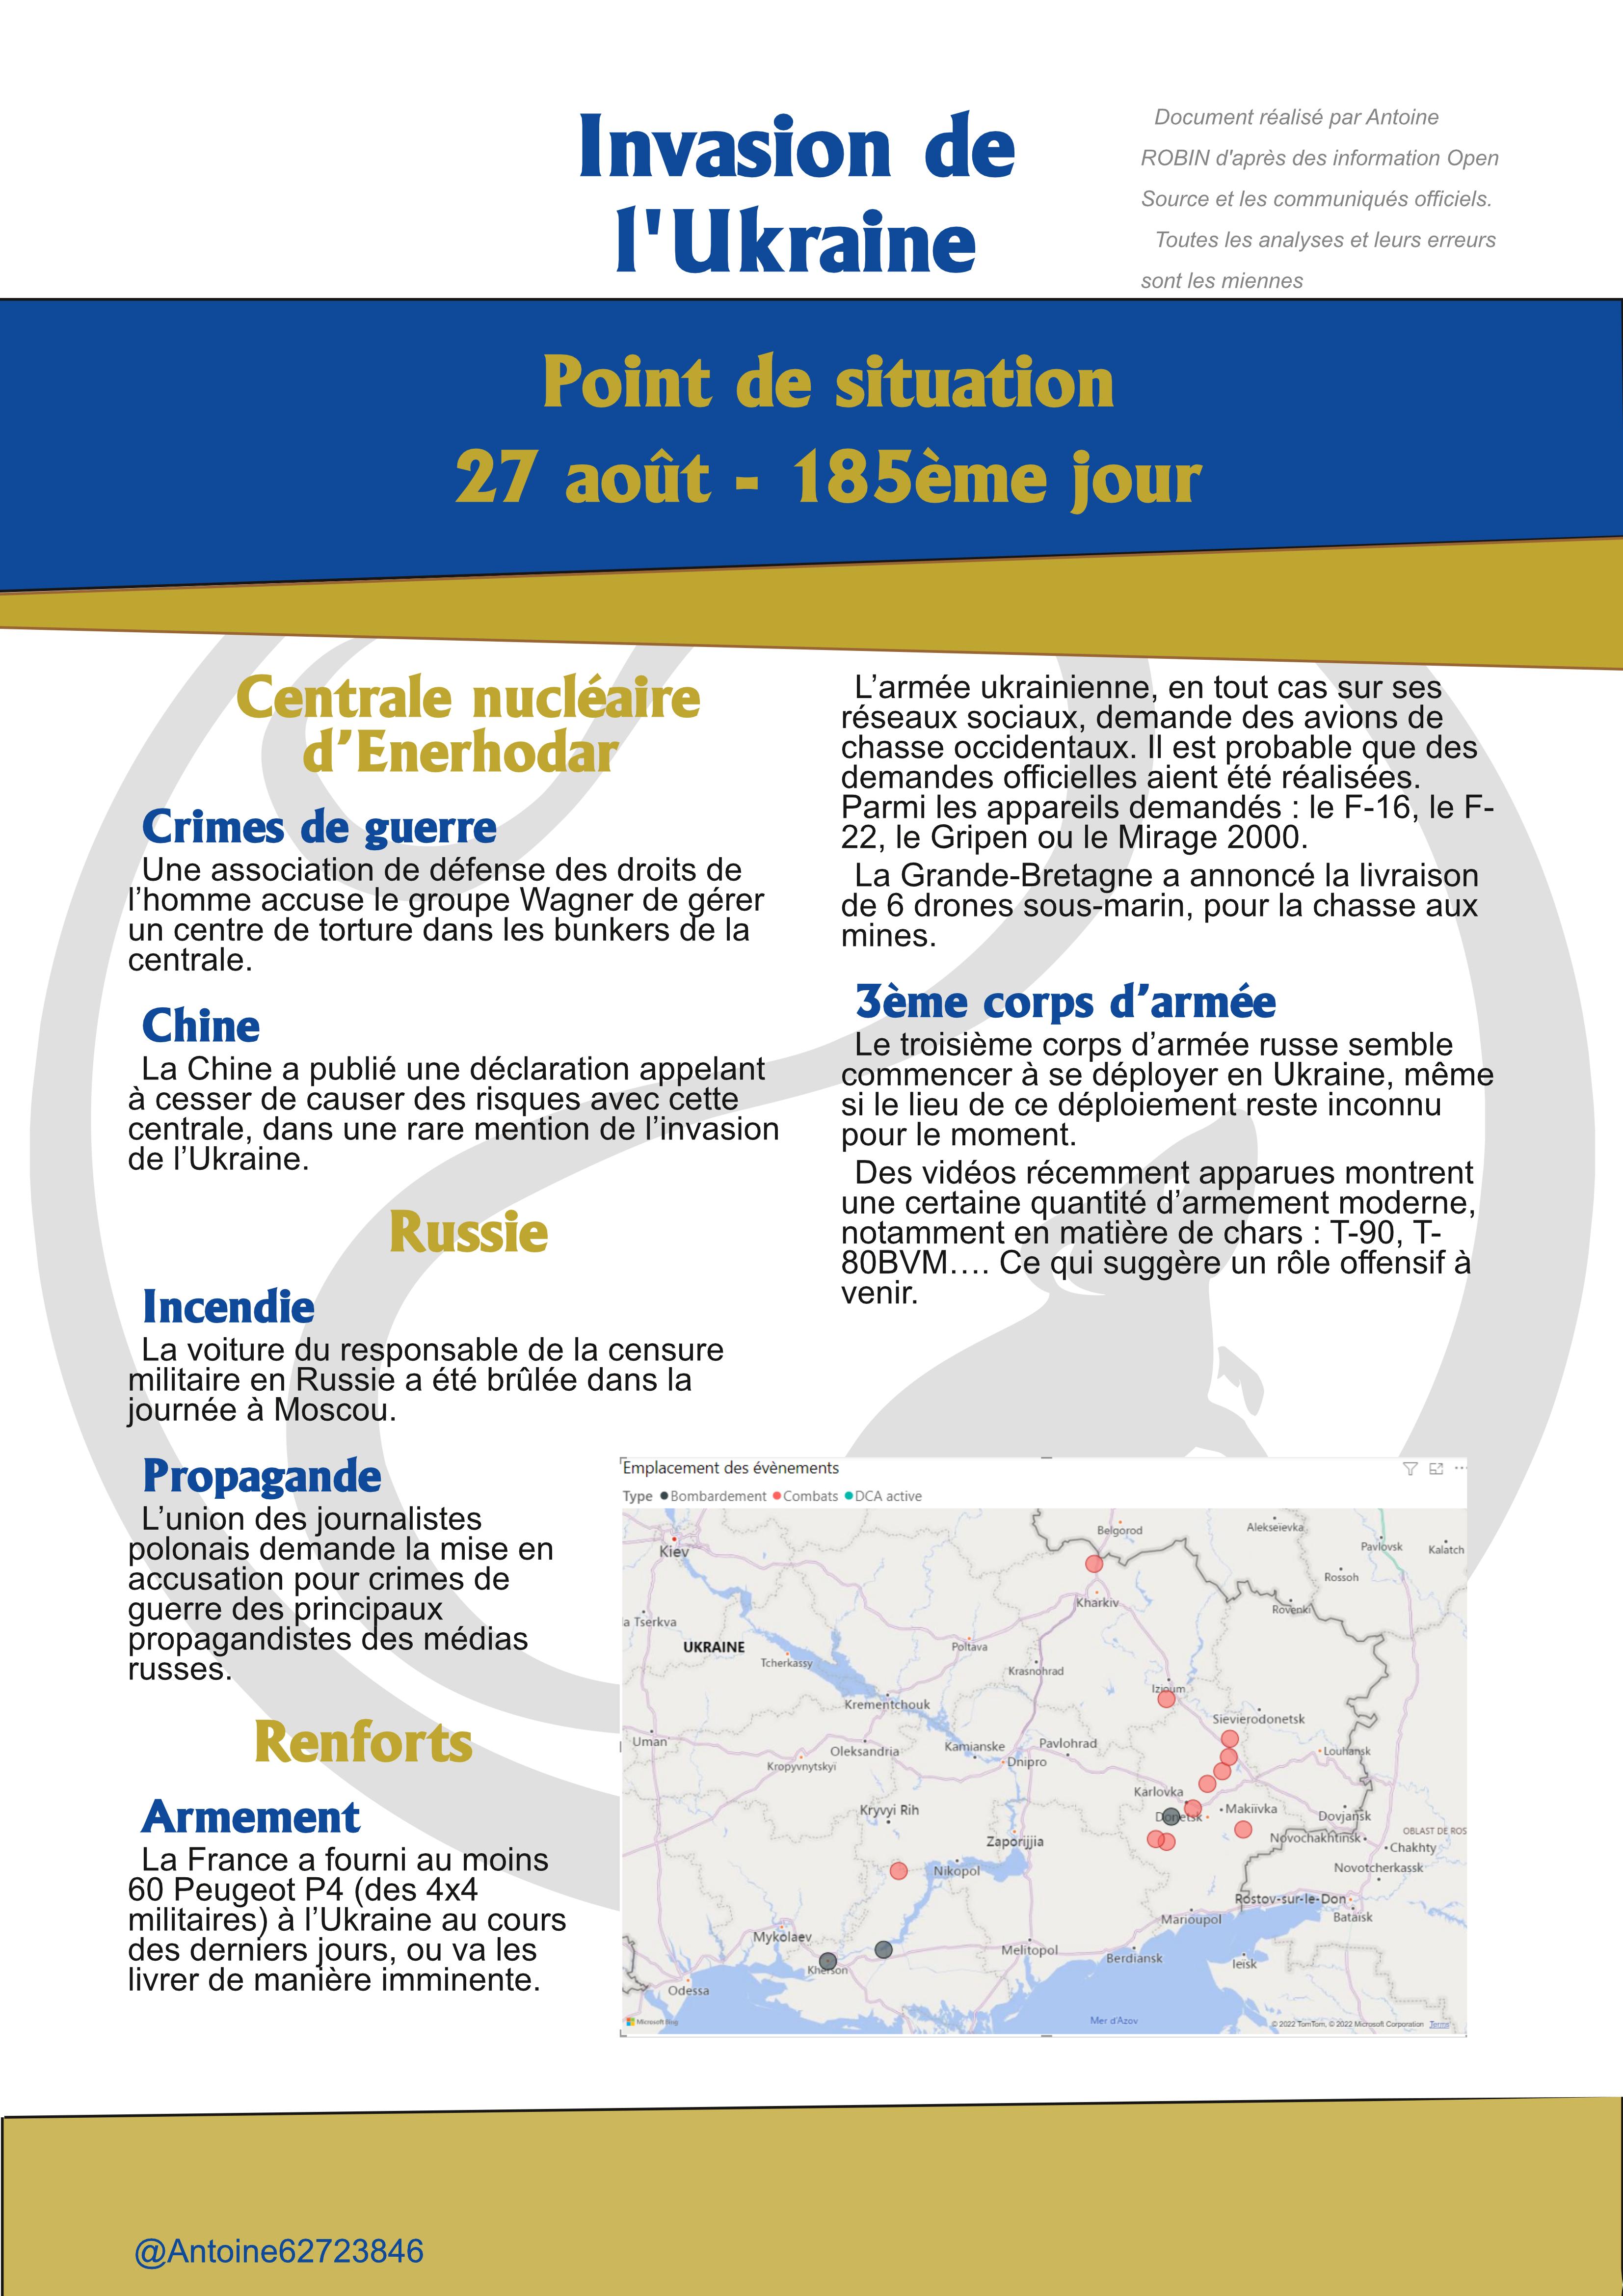 Invasion de
l'Ukraine
Document réalisé par Antoine
ROBIN d'après des information Open
Source et les communiqués officiels.
Toutes les analyses et leurs erreurs
sont les miennes
Point de situation
27 août - 185ème jour
Centrale nucléaire
d’Enerhodar
Crimes de guerre
Une association de défense des droits de
l’homme accuse le groupe Wagner de gérer
un centre de torture dans les bunkers de la
centrale.
Chine
La Chine a publié une déclaration appelant
à cesser de causer des risques avec cette
centrale, dans une rare mention de l’invasion
de l’Ukraine.
Russie
Incendie
La voiture du responsable de la censure
militaire en Russie a été brûlée dans la
journée à Moscou.
Propagande
L’union des journalistes
polonais demande la mise en
accusation pour crimes de
guerre des principaux
propagandistes des médias
russes.
Renforts
Armement
La France a fourni au moins
60 Peugeot P4 (des 4x4
militaires) à l’Ukraine au cours
des derniers jours, ou va les
livrer de manière imminente.
L’armée ukrainienne, en tout cas sur ses
réseaux sociaux, demande des avions de
chasse occidentaux. Il est probable que des
demandes officielles aient été réalisées.
Parmi les appareils demandés : le F-16, le F-
22, le Gripen ou le Mirage 2000.
La Grande-Bretagne a annoncé la livraison
de 6 drones sous-marin, pour la chasse aux
mines.
3ème corps d’armée
Le troisième corps d’armée russe semble
commencer à se déployer en Ukraine, même
si le lieu de ce déploiement reste inconnu
pour le moment.
Des vidéos récemment apparues montrent
une certaine quantité d’armement moderne,
notamment en matière de chars : T-90, T-
80BVM…. Ce qui suggère un rôle offensif à
venir.
Emplacement des évènements
Type Bombardement Combats DCA active
Belgorod
Alekseïevka
Pavlovsk
Kalatch
Kiev
Rossoh
Kharkiv
Rovenki
a Tserkva
UKRAINE
Poltava
Tcherkassy
Krasnohrad
Izioum
Krementchouk
Sievierodonetsk
Uman
Oleksandria
Kamianske
Pavlohrad
Louhansk
Kropyvnytskyï
Dnipro
Karlovka
Kryvyi Rih
Donetsk
Makiïvka
Dovjansk
OBLAST DE ROS
Zaporijjia
Novochakhtinsk
Chakhty
Nikopol
Novotcherkassk
Rostov-sur-le-Don
Marioupol
Bataïsk
Mykolaev
Melitopol
Berdiansk
Ieïsk
Kherson
Odessa
Mer d'Azov
Microsoft Bing
© 2022 TomTom, © 2022 Microsoft Corporation Terms
@Antoine62723846